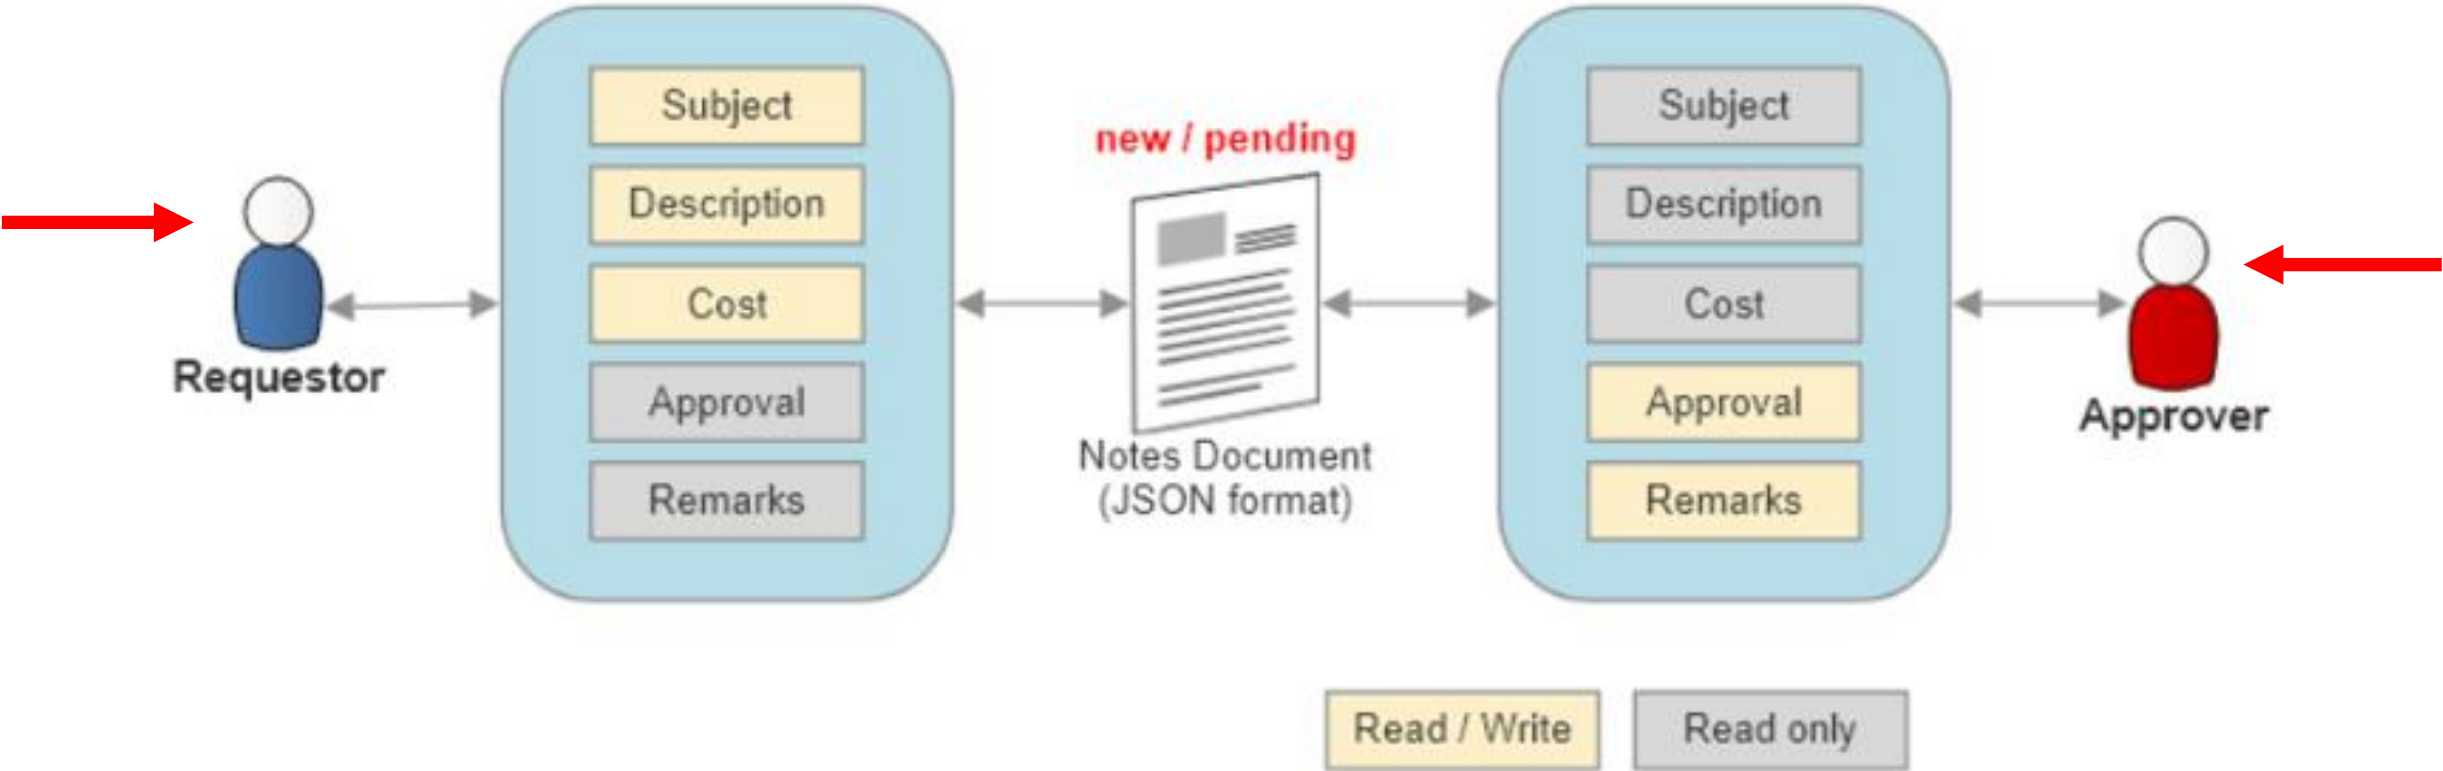 Requestor
Subject
Description
Cost
Approval
Remarks
new / pending
Notes Document
(JSON format)
Subject
Description
Cost
Approval
Remarks
Approver
Read / Write
Read only